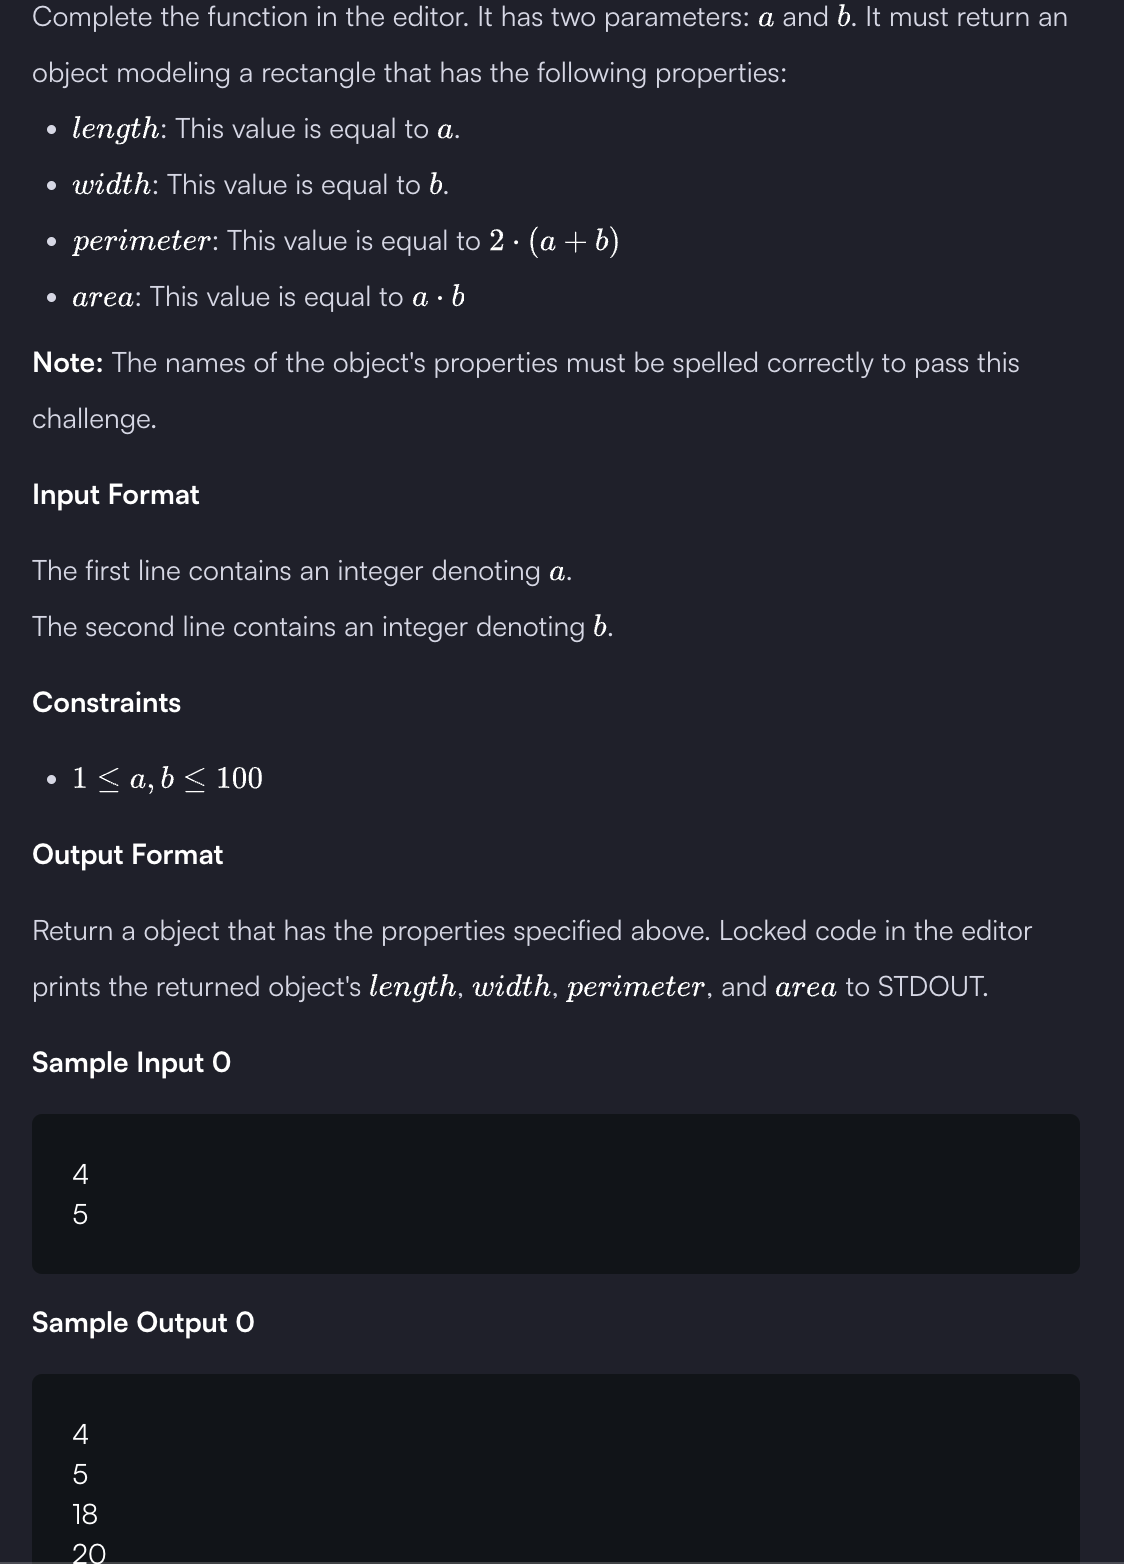 Complete the function in the editor. It has two parameters: a and b. It must return an
object modeling a rectangle that has the following properties:
• length: This value is equal to a.
• width: This value is equal to b.
• perimeter: This value is equal to 2 · (a + b)
• area: This value is equal to a · b
Note: The names of the object's properties must be spelled correctly to pass this
challenge.
Input Format
The first line contains an integer denoting a.
The second line contains an integer denoting b.
Constraints
• 1 ≤ a, b ≤ 100
Output Format
Return a object that has the properties specified above. Locked code in the editor
prints the returned object's length, width, perimeter, and area to STDOUT.
Sample Input 0
4
5
Sample Output 0
4
5
18
20